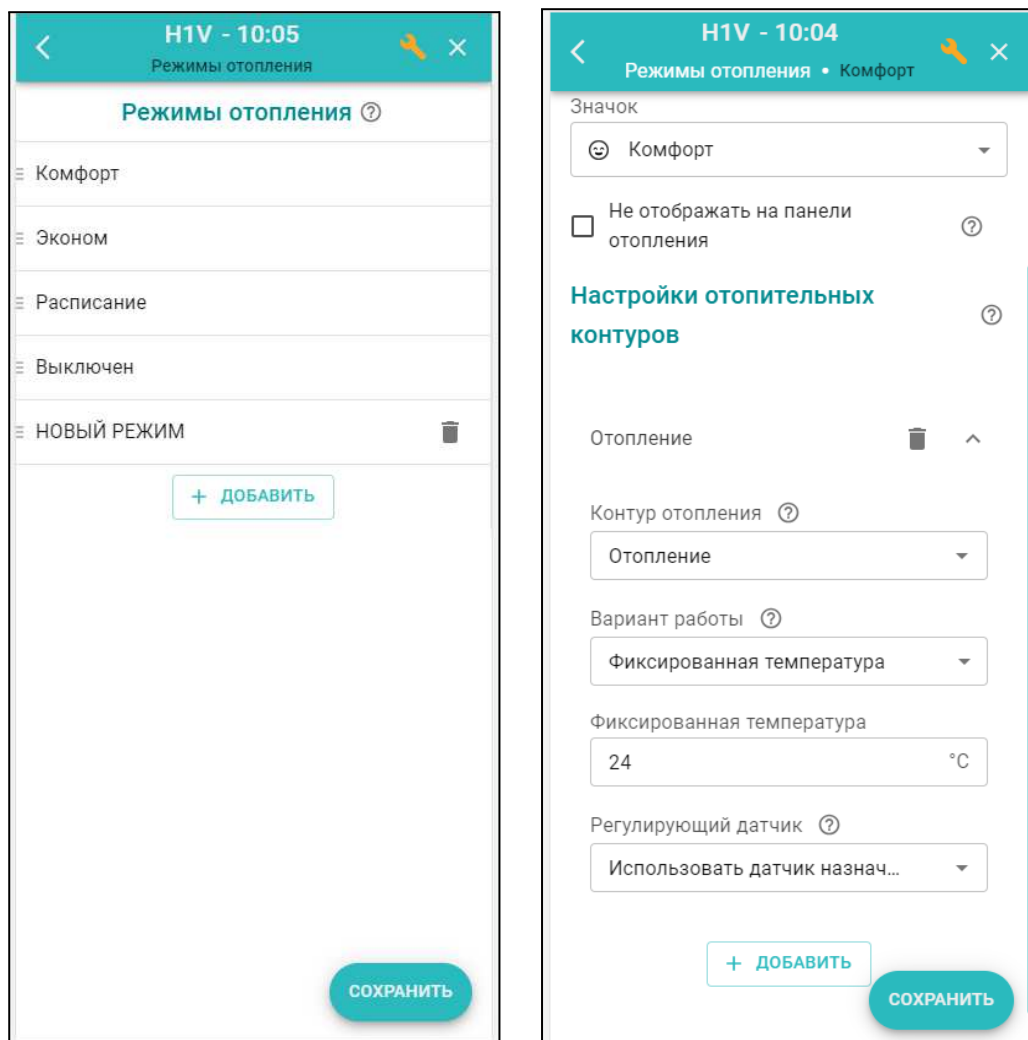 H1V - 10:05
Режимы отопления
Режимы отопления
Комфорт
Эконом
Расписание
Выключен
НОВЫЙ РЕЖИМ
+ ДОБАВИТЬ
СОХРАНИТЬ
H1V - 10:04
Режимы отопления • Комфорт
Значок
Комфорт
Не отображать на панели
отопления
Настройки отопительных
контуров
Отопление
Контур отопления
Отопление
Вариант работы
Фиксированная температура
Фиксированная температура
24 °C
Регулирующий датчик
Использовать датчик назнач...
+ ДОБАВИТЬ
СОХРАНИТЬ